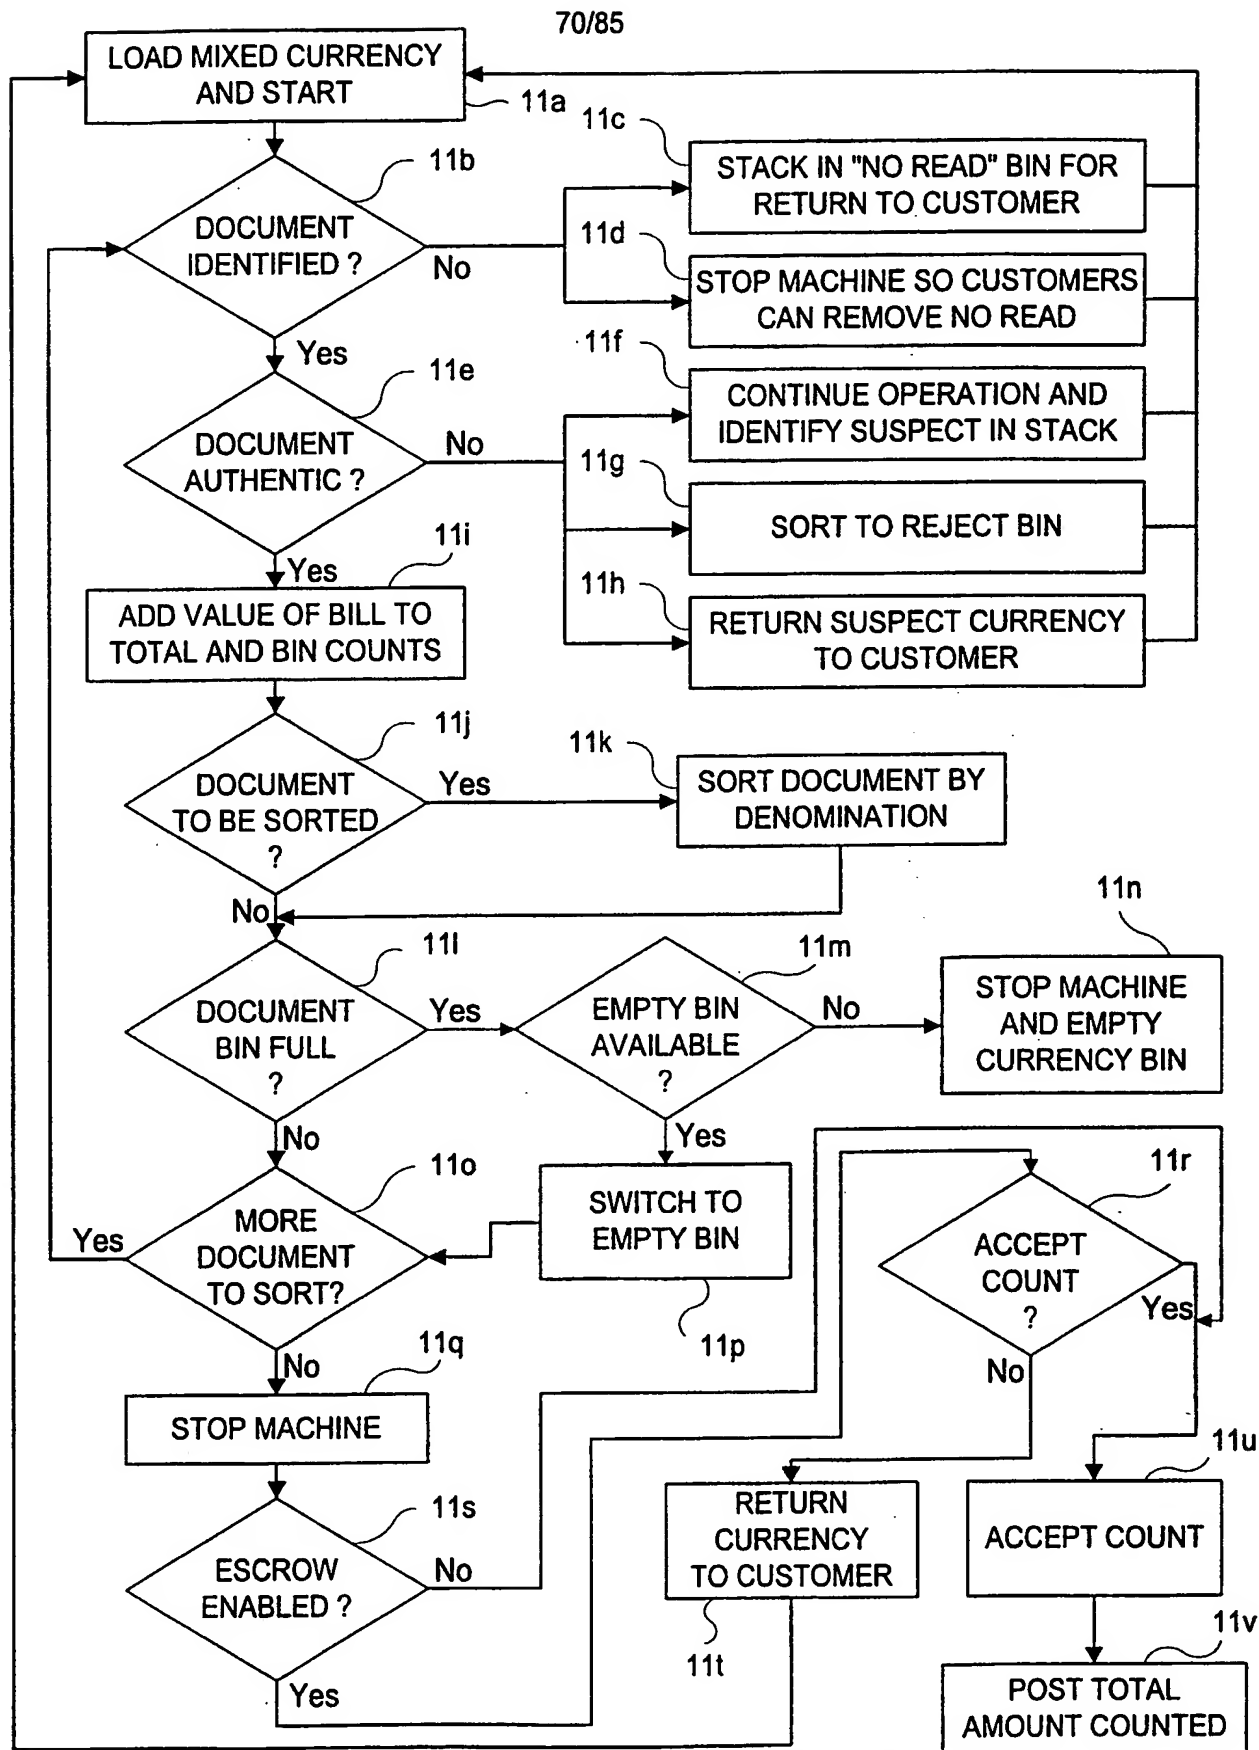 70/85
LOAD MIXED CURRENCY
AND START
11a
11b
DOCUMENT
IDENTIFIED ?
No
Yes
11c
STACK IN "NO READ" BIN FOR
RETURN TO CUSTOMER
11d
STOP MACHINE SO CUSTOMERS
CAN REMOVE NO READ
11e
DOCUMENT
AUTHENTIC ?
No
Yes
11f
CONTINUE OPERATION AND
IDENTIFY SUSPECT IN STACK
11g
SORT TO REJECT BIN
11h
RETURN SUSPECT CURRENCY
TO CUSTOMER
11i
ADD VALUE OF BILL TO
TOTAL AND BIN COUNTS
11j
DOCUMENT
TO BE SORTED
?
Yes
No
11k
SORT DOCUMENT BY
DENOMINATION
11l
DOCUMENT
BIN FULL
?
Yes
No
11m
EMPTY BIN
AVAILABLE
?
No
Yes
11n
STOP MACHINE
AND EMPTY
CURRENCY BIN
11o
MORE
DOCUMENT
TO SORT?
Yes
No
SWITCH TO
EMPTY BIN
11p
11r
ACCEPT
COUNT
?
Yes
No
11q
STOP MACHINE
11s
ESCROW
ENABLED ?
No
Yes
RETURN
CURRENCY
TO CUSTOMER
11t
11u
ACCEPT COUNT
11v
POST TOTAL
AMOUNT COUNTED